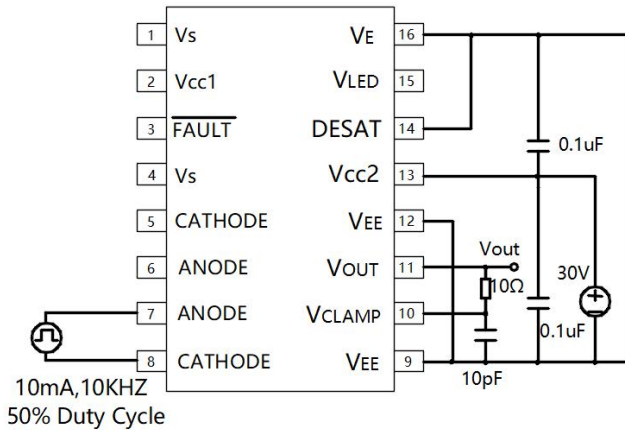 1 Vs VE 16
2 Vcc1 VLED 15
3 FAULT DESAT 14
0.1uF
4 Vs Vcc2 13
5 CATHODE VEE 12
Vout
6 ANODE VOUT 11
30V
10Ω
7 ANODE VCLAMP 10
0.1uF
8 CATHODE VEE 9
10pF
10mA,10KHZ
50% Duty Cycle